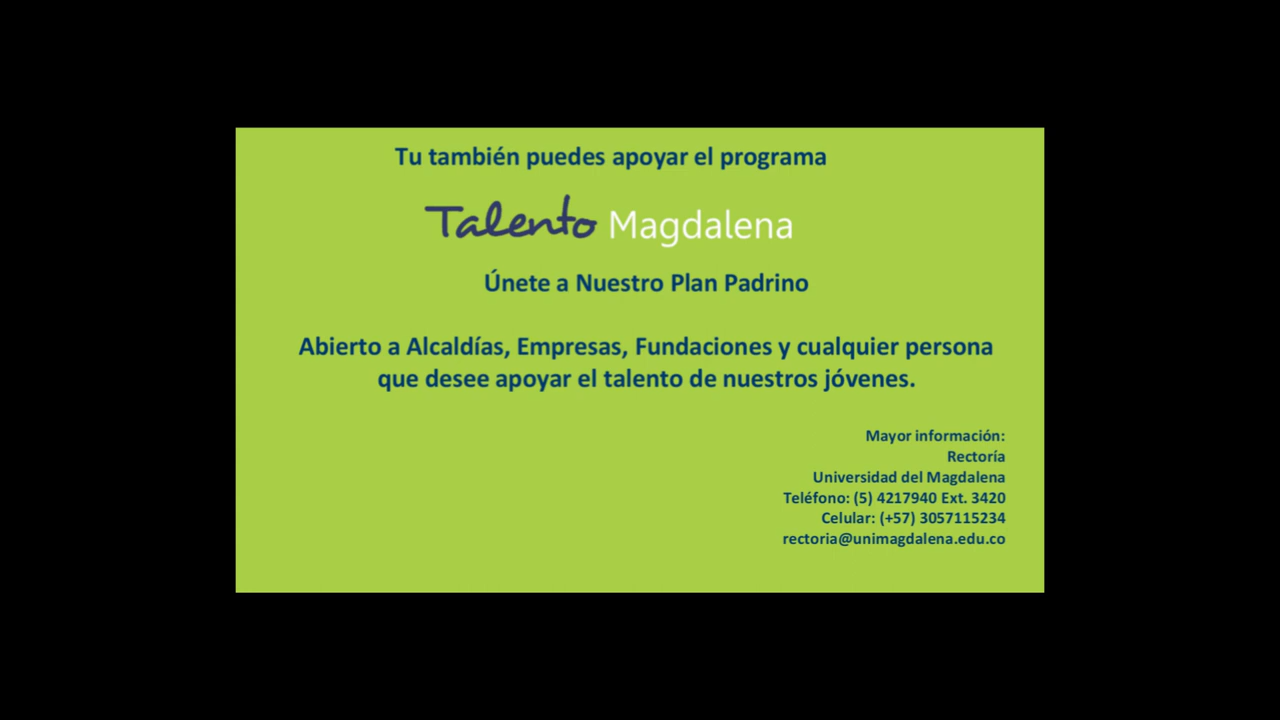 Tu también puedes apoyar el programa
Talento Magdalena
Únete a Nuestro Plan Padrino
Abierto a Alcaldías, Empresas, Fundaciones y cualquier persona
que desee apoyar el talento de nuestros jóvenes.
Mayor información:
Rectoría
Universidad del Magdalena
Teléfono: (5) 4217940 Ext. 3420
Celular: (+57) 3057115234
rectoria@unimagdalena.edu.co